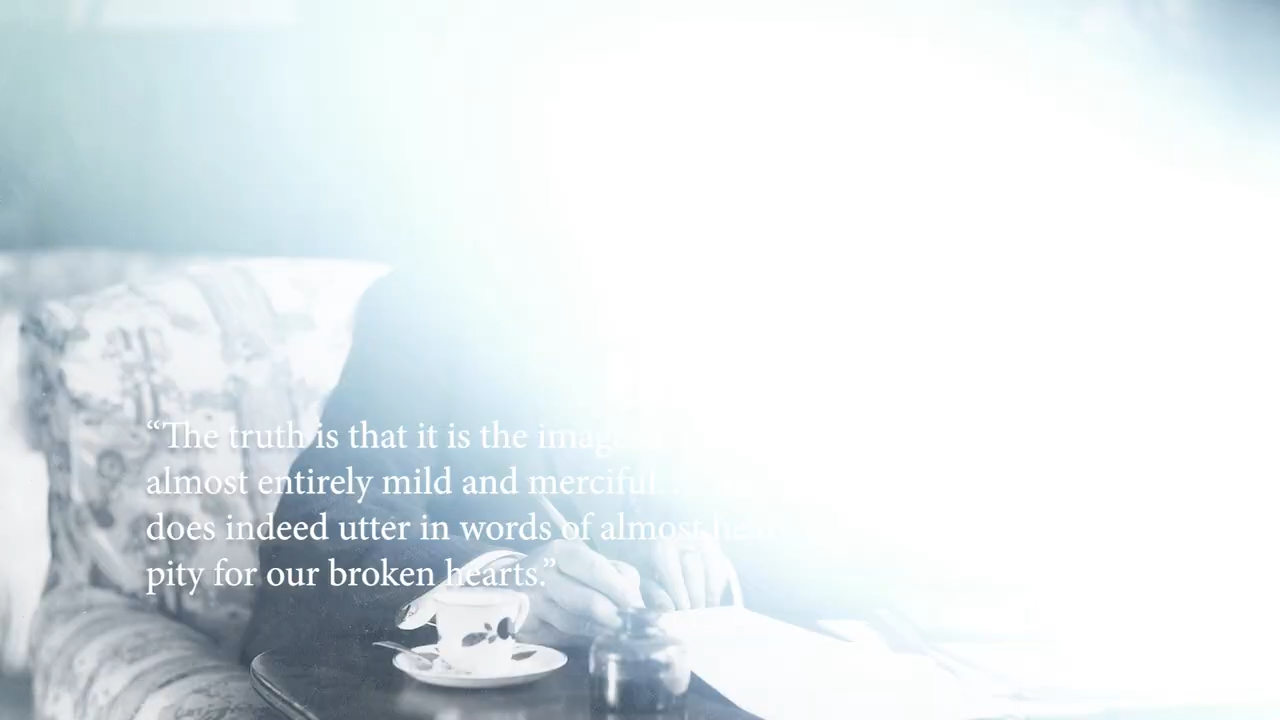 “The truth is that it is the
almost entirely mild and merciful
does indeed utter in words of almost
pity for our broken hearts.”